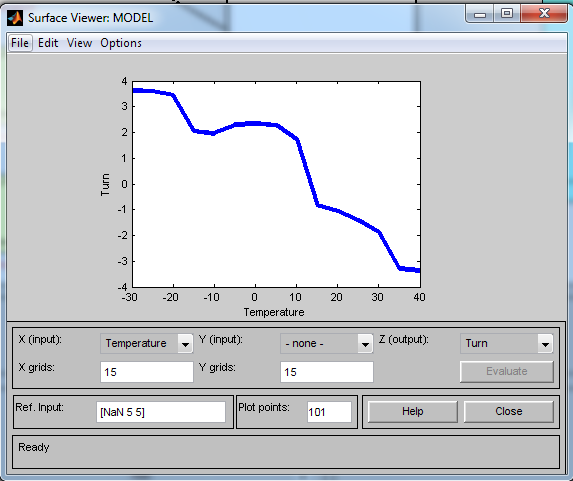 Surface Viewer: MODEL
File Edit View Options
4
3
2
1
0
-1
-2
-3
-4
Turn
-30 -20 -10 0 10 20 30 40
Temperature
X (input): Temperature Y (input): - none - Z (output): Turn
X grids: 15 Y grids: 15 Evaluate
Ref. Input: [NaN 5 5] Plot points: 101 Help Close
Ready